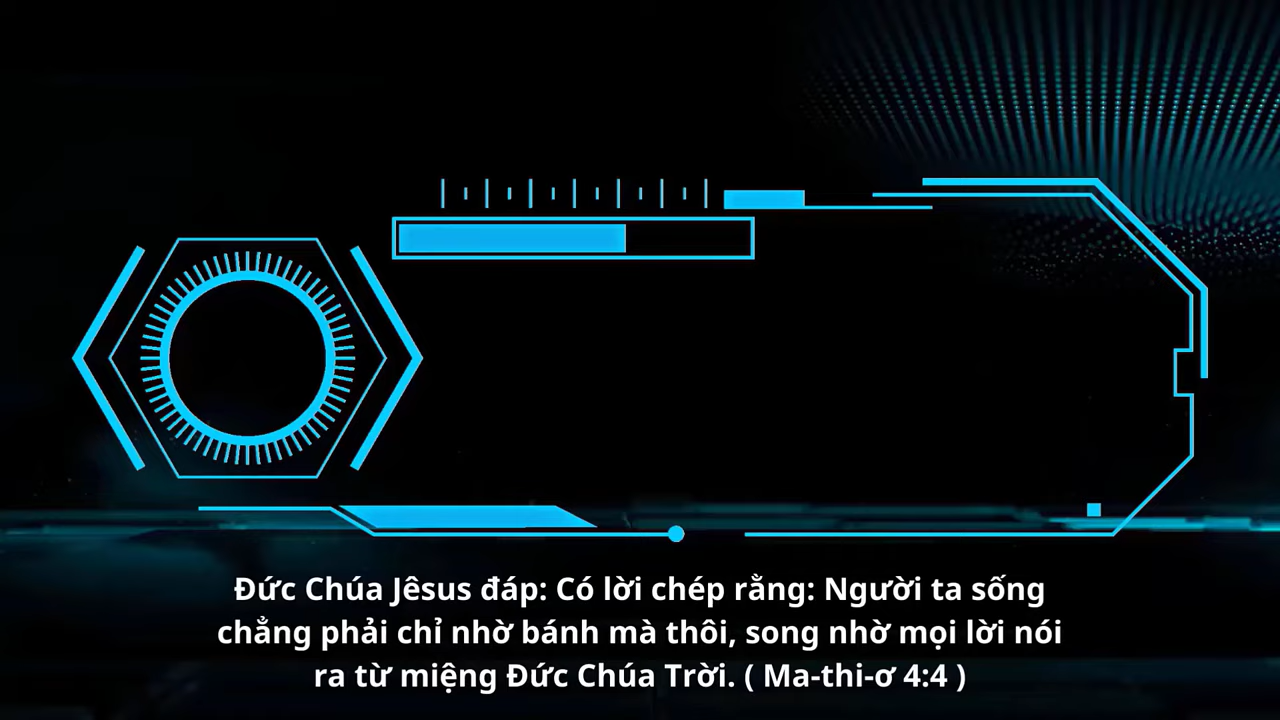 Đức Chúa Jêsus đáp: Có lời chép rằng: Người ta sống
chẳng phải chỉ nhờ bánh mà thôi, song nhờ mọi lời nói
ra từ miệng Đức Chúa Trời. ( Ma-thi-ơ 4:4 )